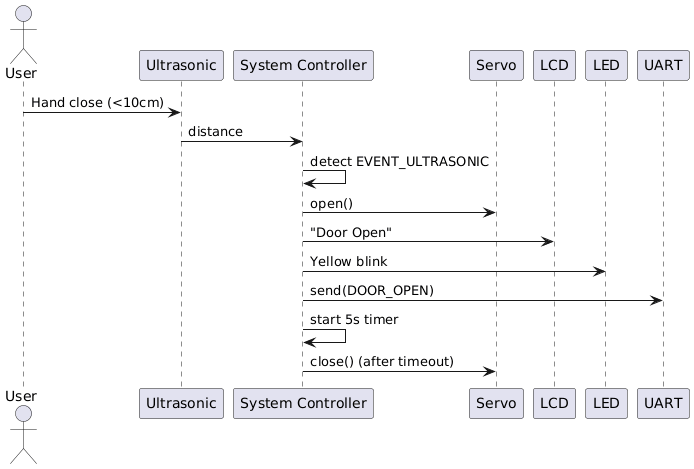 User
Ultrasonic
System Controller
Servo
LCD
LED
UART
Hand close (<10cm)
distance
detect EVENT_ULTRASONIC
open()
"Door Open"
Yellow blink
send(DOOR_OPEN)
start 5s timer
close() (after timeout)
User
Ultrasonic
System Controller
Servo
LCD
LED
UART